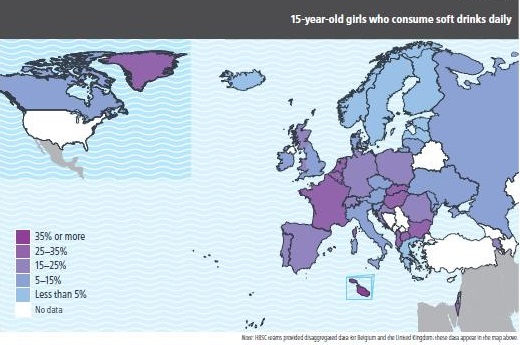 15-year-old girls who consume soft drinks daily
35% or more
25–35%
15–25%
5–15%
Less than 5%
No data
Note: HBSC teams provided disaggregated data for Belgium and the United Kingdom; these data appear in the map above.